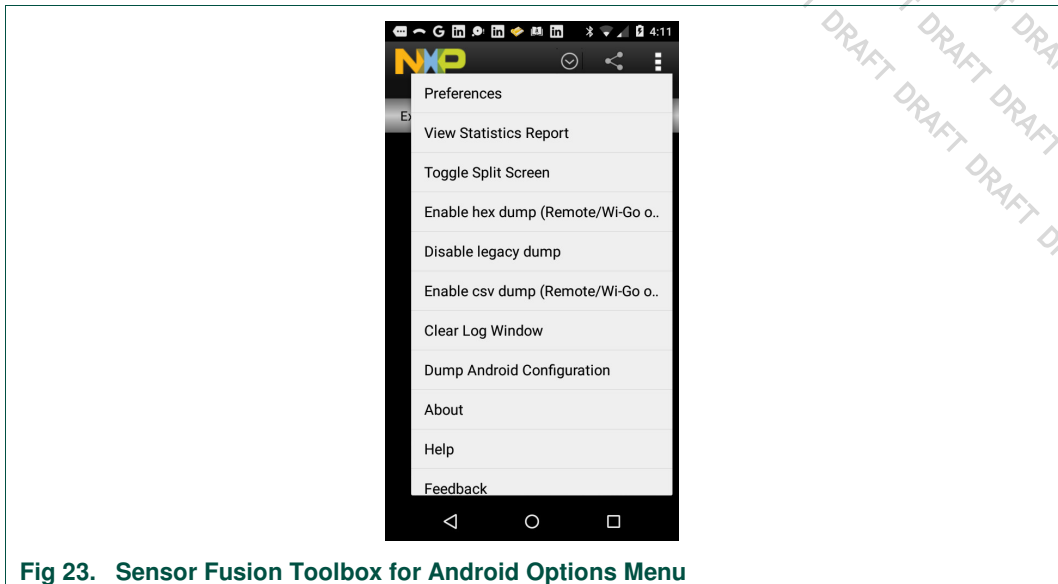 DRAFT DRAFT DRAFT DRAFT DRAFT DRAFT
4:11
NXP
Preferences
View Statistics Report
Toggle Split Screen
Enable hex dump (Remote/Wi-Go o..
Disable legacy dump
Enable csv dump (Remote/Wi-Go o..
Clear Log Window
Dump Android Configuration
About
Help
Feedback
Fig 23. Sensor Fusion Toolbox for Android Options Menu